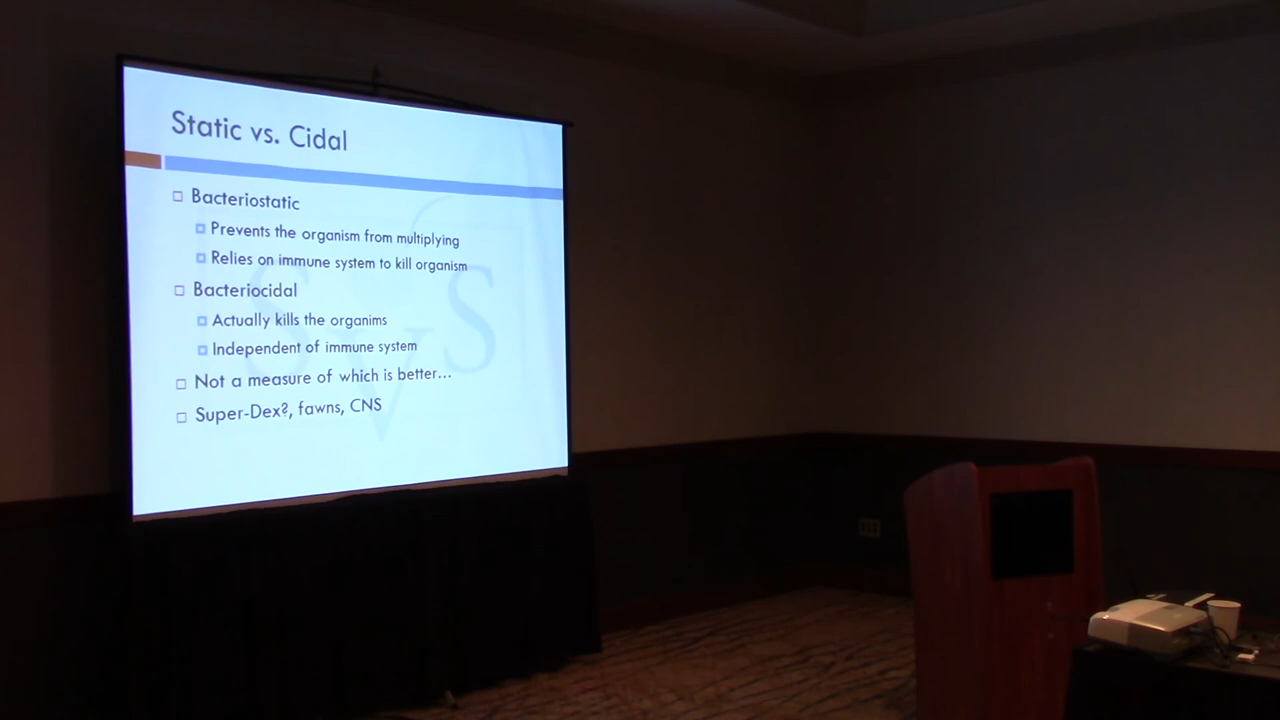 Static vs. Cidal
Bacteriostatic
Prevents the organism from multiplying
Relies on immune system to kill organism
Bacteriocidal
Actually kills the organims
Independent of immune system
Not a measure of which is better...
Super-Dex?, fawns, CNS
SVS